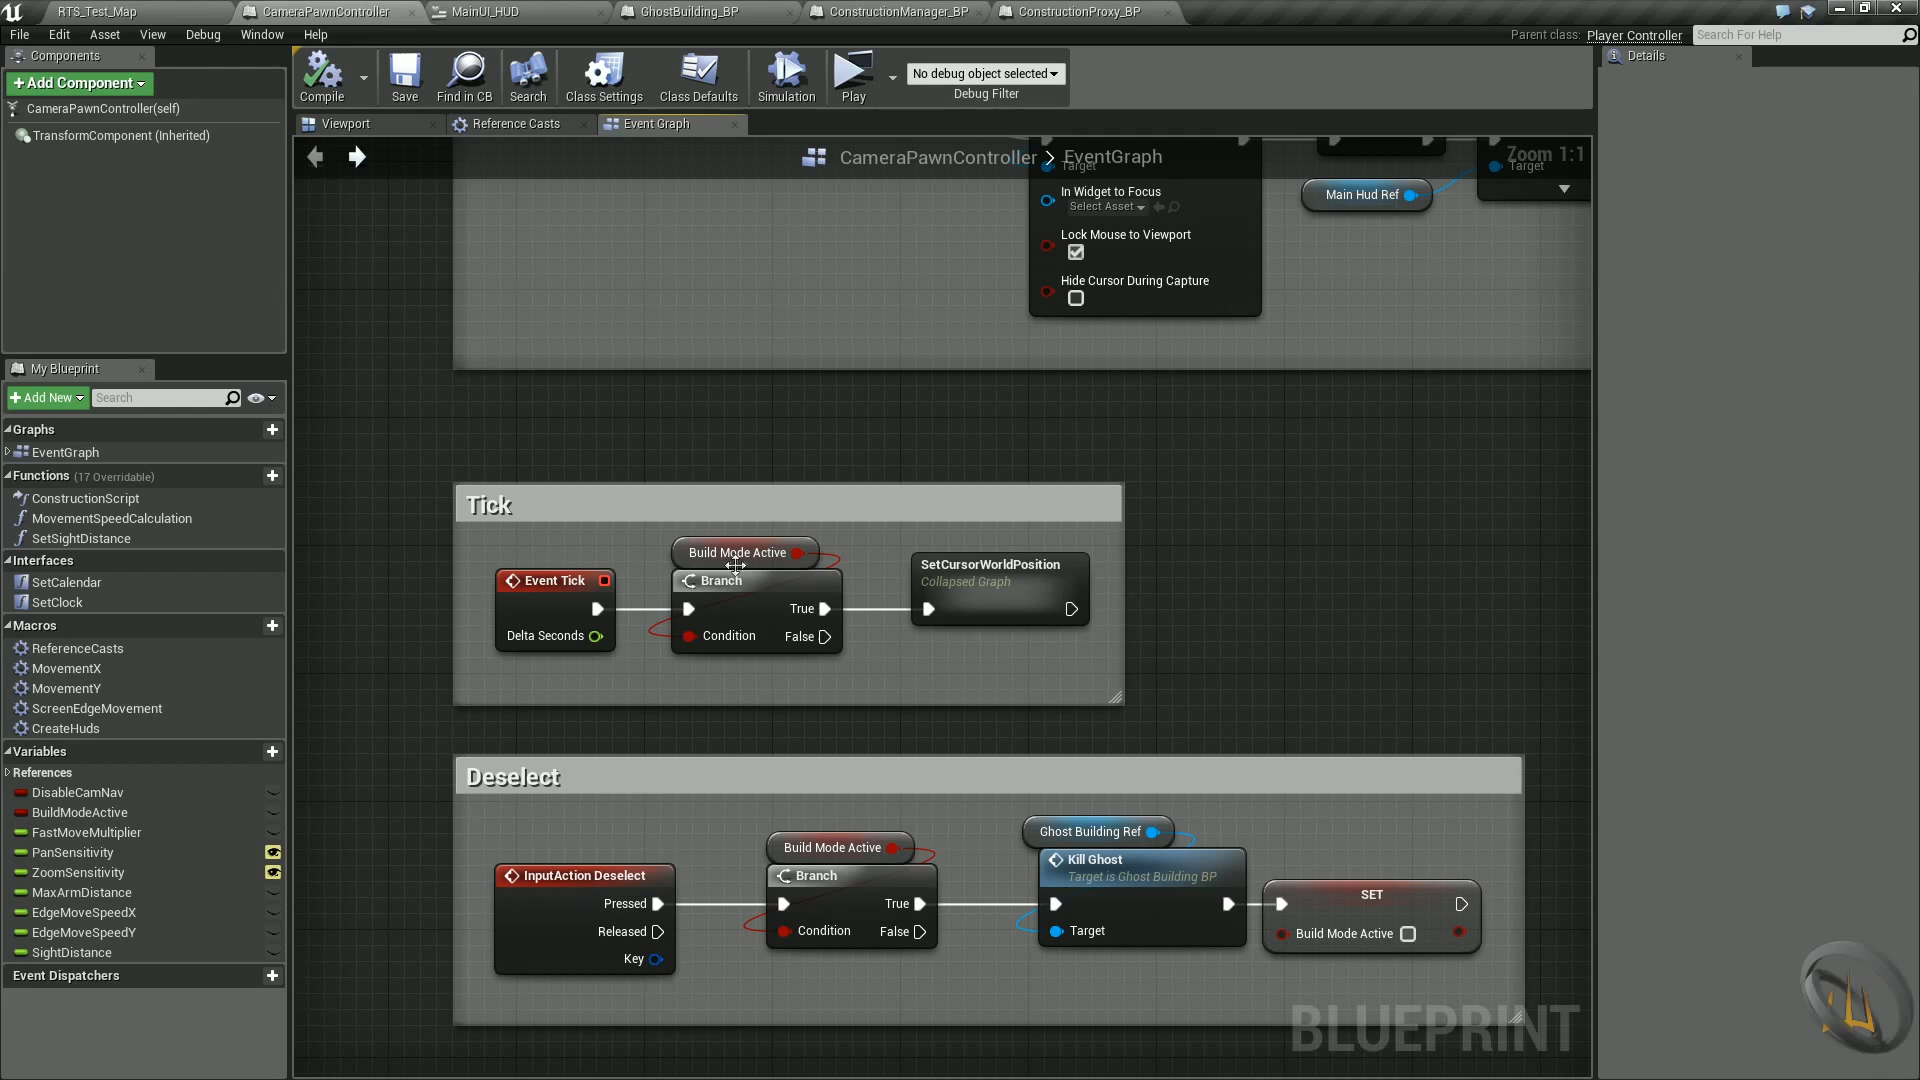 RTS_Test_Map
CameraPawnController
MainUI_HUD
GhostBuilding_BP
ConstructionManager_BP
ConstructionProxy_BP
File Edit Asset View Debug Window Help
Parent class: Player Controller
Search For Help
Components
Add Component
CameraPawnController(self)
TransformComponent (Inherited)
Compile
Save
Find in CB
Search
Class Settings
Class Defaults
Simulation
Play
No debug object selected
Debug Filter
Details
Viewport
Reference Casts
Event Graph
CameraPawnController > EventGraph
Zoom 1:1
Target
In Widget to Focus
Select Asset
Lock Mouse to Viewport
Hide Cursor During Capture
Main Hud Ref
Target
My Blueprint
Add New
Search
Graphs
EventGraph
Functions (17 Overridable)
ConstructionScript
MovementSpeedCalculation
SetSightDistance
Interfaces
SetCalendar
SetClock
Macros
ReferenceCasts
MovementX
MovementY
ScreenEdgeMovement
CreateHuds
Variables
References
DisableCamNav
BuildModeActive
FastMoveMultiplier
PanSensitivity
ZoomSensitivity
MaxArmDistance
EdgeMoveSpeedX
EdgeMoveSpeedY
SightDistance
Event Dispatchers
Tick
Build Mode Active
Event Tick
Delta Seconds
Branch
True
Condition
False
SetCursorWorldPosition
Collapsed Graph
Deselect
InputAction Deselect
Pressed
Released
Key
Build Mode Active
Branch
True
Condition
False
Ghost Building Ref
Kill Ghost
Target is Ghost Building BP
Target
SET
Build Mode Active
BLUEPRINT